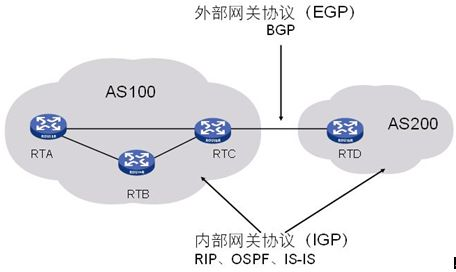 外部网关协议（EGP）
BGP
AS100
AS200
RTA
RTB
RTC
RTD
内部网关协议（IGP）
RIP、OSPF、IS-IS